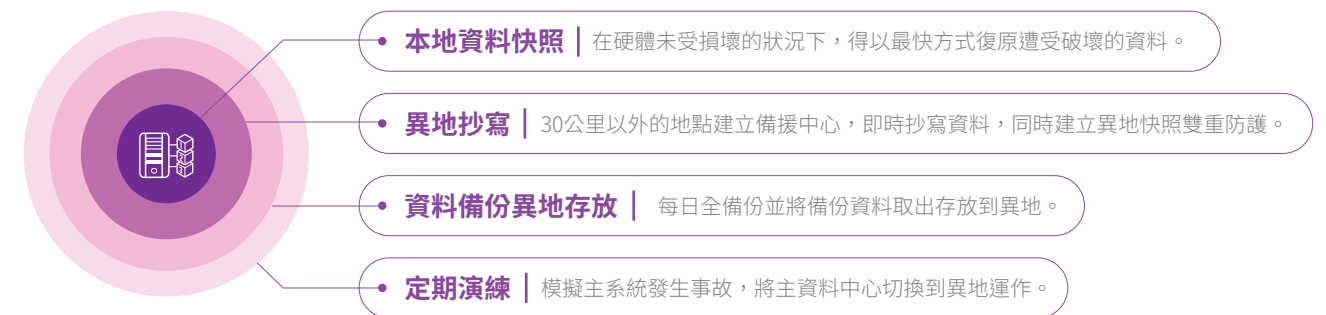 本地資料快照｜在硬體未受損壞的狀況下，得以最快方式復原遭受破壞的資料。
異地抄寫｜30公里以外的地點建立備援中心，即時抄寫資料，同時建立異地快照雙重防護。
資料備份異地存放｜每日全備份並將備份資料取出存放到異地。
定期演練｜模擬主系統發生事故，將主資料中心切換到異地運作。